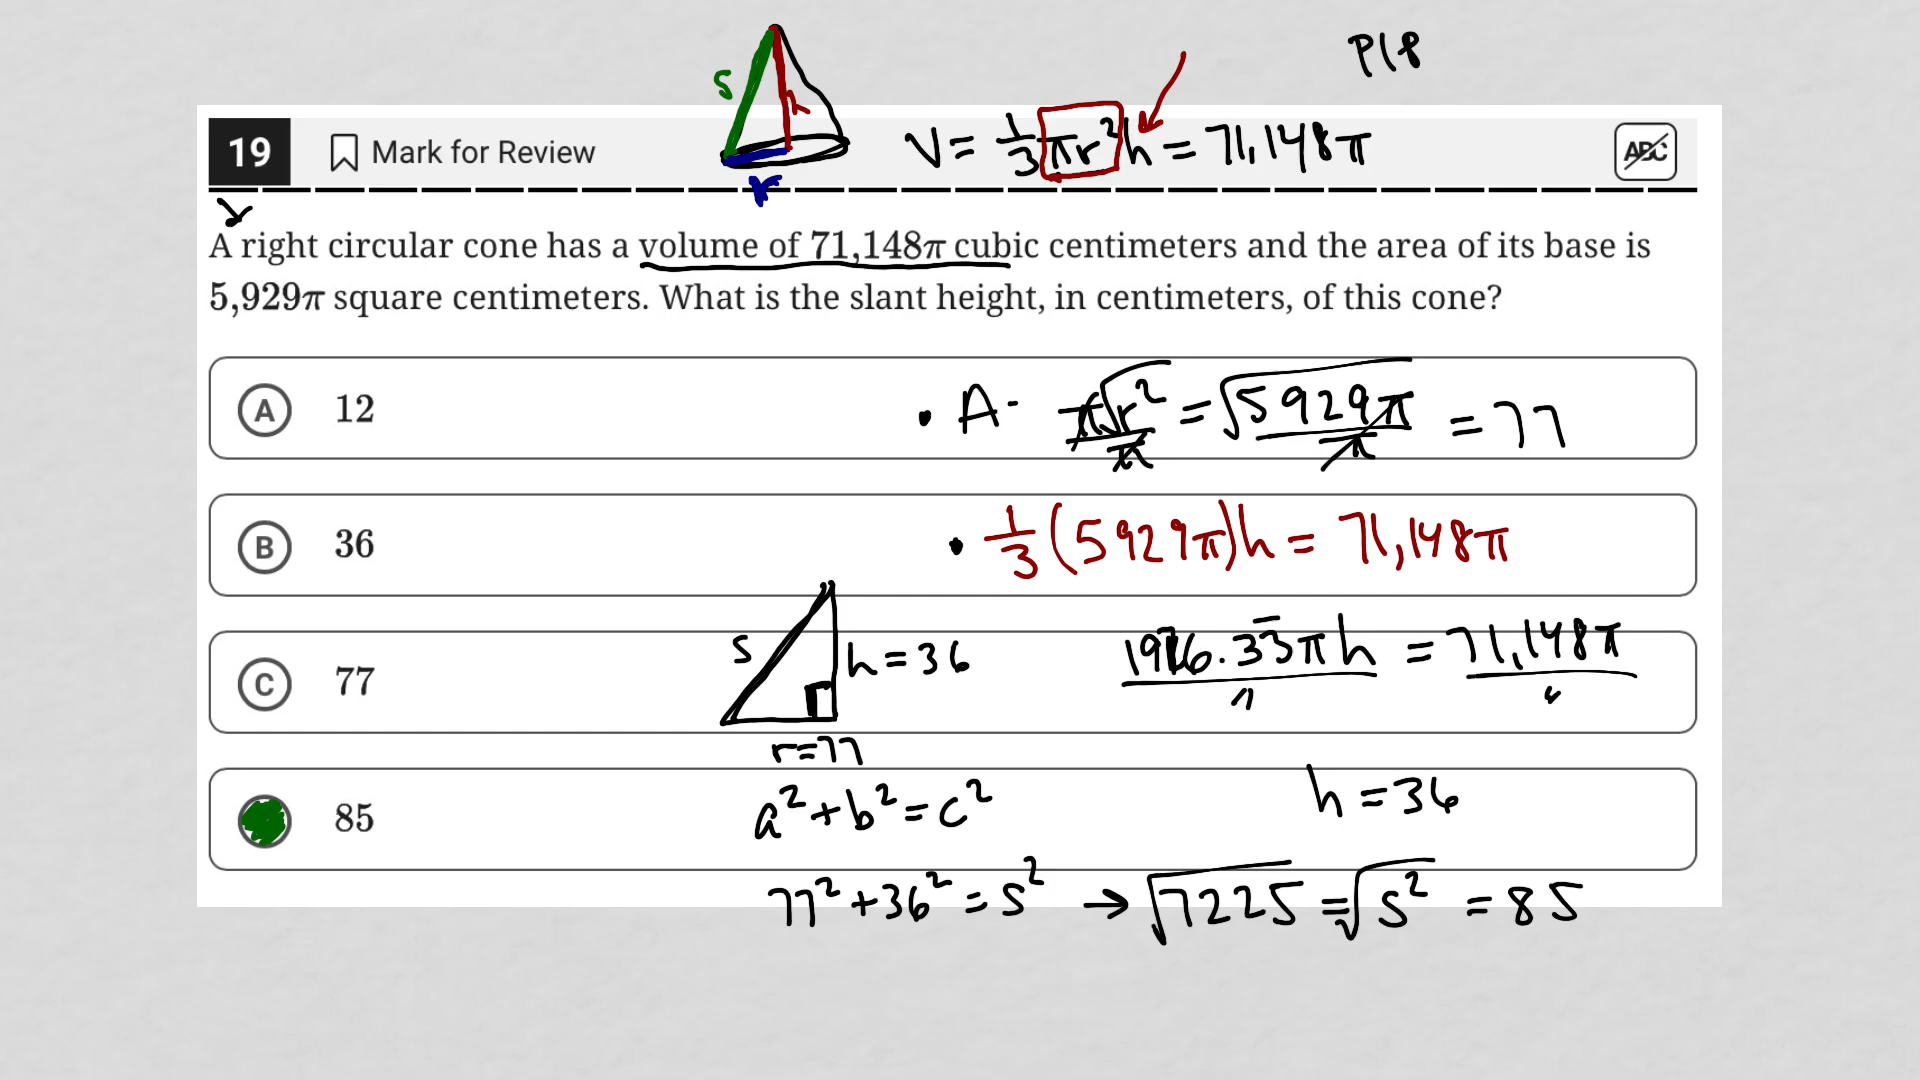 P18
s
h
r
V = 1/3 πr²h = 71,148π
19 Mark for Review
ABC
A right circular cone has a volume of 71,148π cubic centimeters and the area of its base is
5,929π square centimeters. What is the slant height, in centimeters, of this cone?
A 12
• A- π√r²/π = √5929π/π = 77
B 36
• 1/3(5929π)h = 71,148π
C 77
s
h = 36
r=77
1976.33π h = 71,148π
85
a² + b² = c²
h = 36
77² + 36² = s² → √7225 = √s² = 85